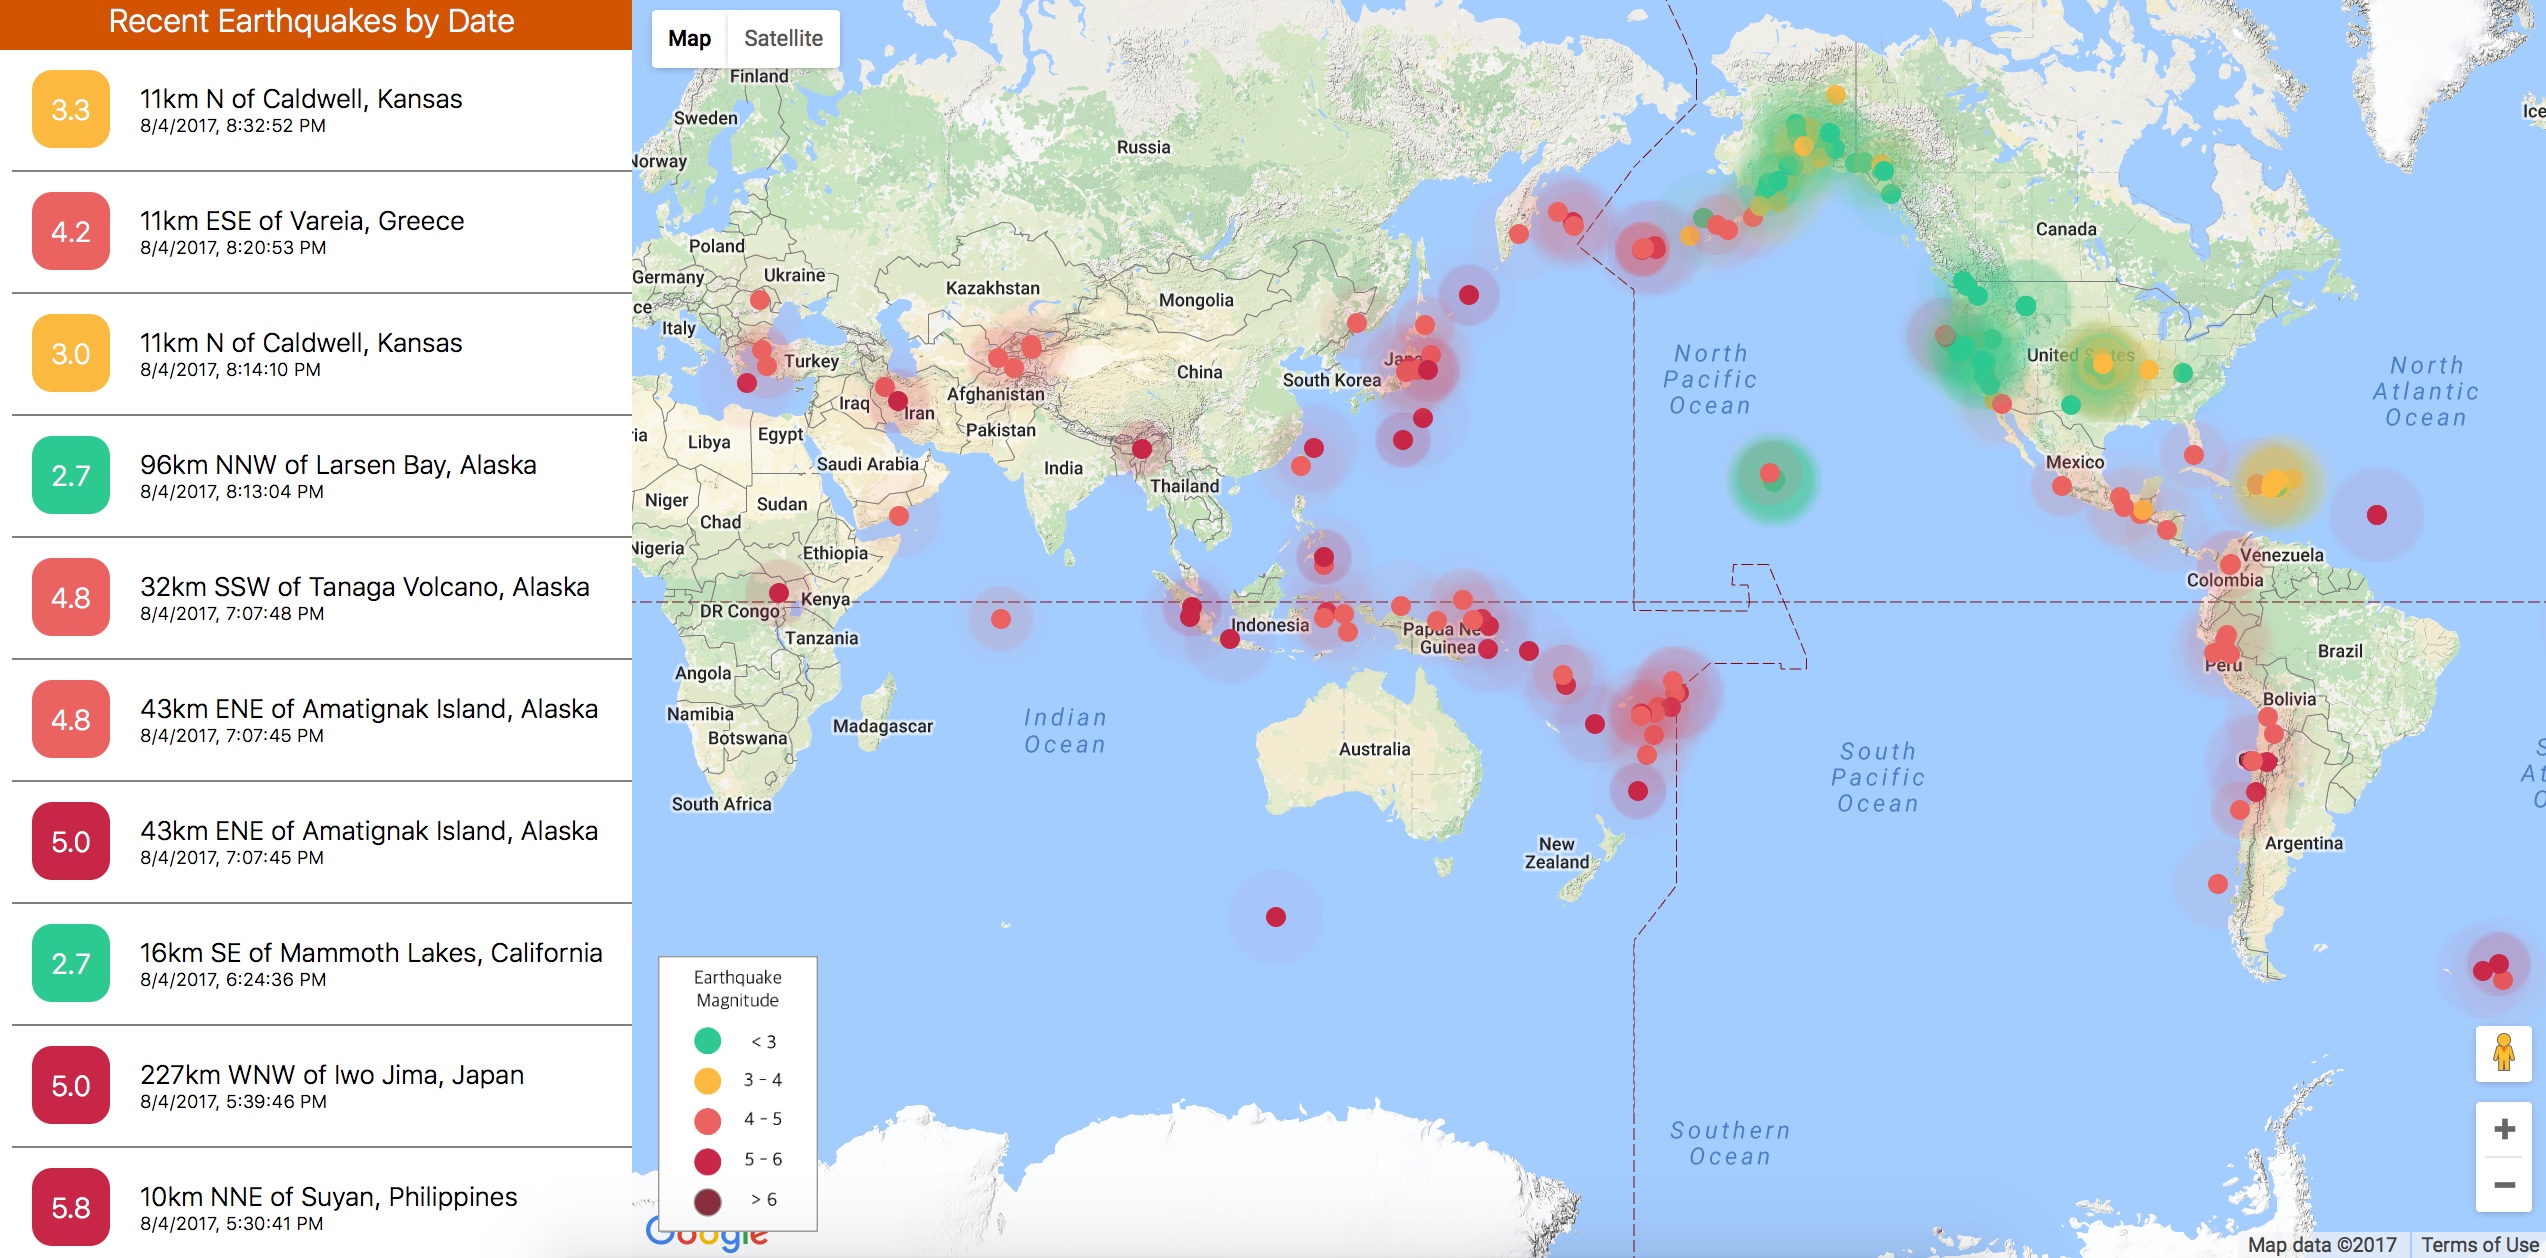 Recent Earthquakes by Date
3.3
11km N of Caldwell, Kansas
8/4/2017, 8:32:52 PM
4.2
11km ESE of Vareia, Greece
8/4/2017, 8:20:53 PM
3.0
11km N of Caldwell, Kansas
8/4/2017, 8:14:10 PM
2.7
96km NNW of Larsen Bay, Alaska
8/4/2017, 8:13:04 PM
4.8
32km SSW of Tanaga Volcano, Alaska
8/4/2017, 7:07:48 PM
4.8
43km ENE of Amatignak Island, Alaska
8/4/2017, 7:07:45 PM
5.0
43km ENE of Amatignak Island, Alaska
8/4/2017, 7:07:45 PM
2.7
16km SE of Mammoth Lakes, California
8/4/2017, 6:24:36 PM
5.0
227km WNW of Iwo Jima, Japan
8/4/2017, 5:39:46 PM
5.8
10km NNE of Suyan, Philippines
8/4/2017, 5:30:41 PM
Map Satellite
Finland
Sweden
Norway
Russia
Poland
Germany
Ukraine
Kazakhstan
Mongolia
Italy
Turkey
China
South Korea
Iraq
Iran
Afghanistan
Pakistan
Libya
Egypt
Saudi Arabia
India
Thailand
Niger
Sudan
Chad
Nigeria
Ethiopia
DR Congo
Kenya
Tanzania
Angola
Namibia
Botswana
Madagascar
South Africa
Indonesia
Guinea
Australia
New
Zealand
Indian
Ocean
North
Pacific
Ocean
South
Pacific
Ocean
Southern
Ocean
Canada
United States
Mexico
North
Atlantic
Ocean
Venezuela
Colombia
Peru
Brazil
Bolivia
Argentina
Earthquake
Magnitude
< 3
3 - 4
4 - 5
5 - 6
> 6
Google
Map data ©2017
Terms of Use